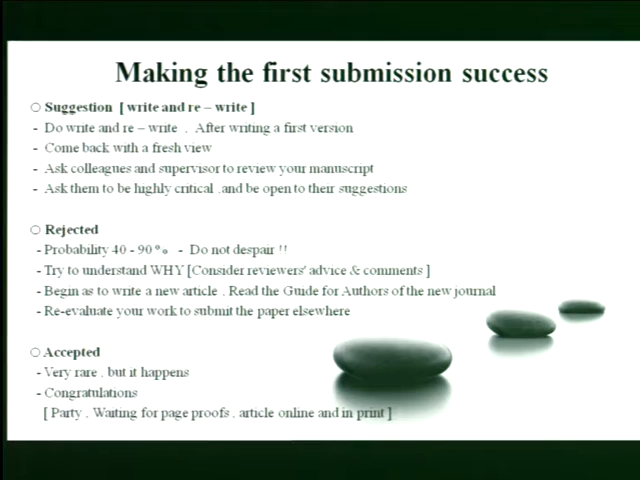 Making the first submission success
○ Suggestion [ write and re – write ]
- Do write and re – write . After writing a first version
- Come back with a fresh view
- Ask colleagues and supervisor to review your manuscript
- Ask them to be highly critical .and be open to their suggestions
○ Rejected
- Probability 40 - 90 % - Do not despair !!
- Try to understand WHY [Consider reviewers' advice & comments ]
- Begin as to write a new article . Read the Guide for Authors of the new journal
- Re-evaluate your work to submit the paper elsewhere
○ Accepted
- Very rare . but it happens
- Congratulations
[ Party . Waiting for page proofs . article online and in print ]